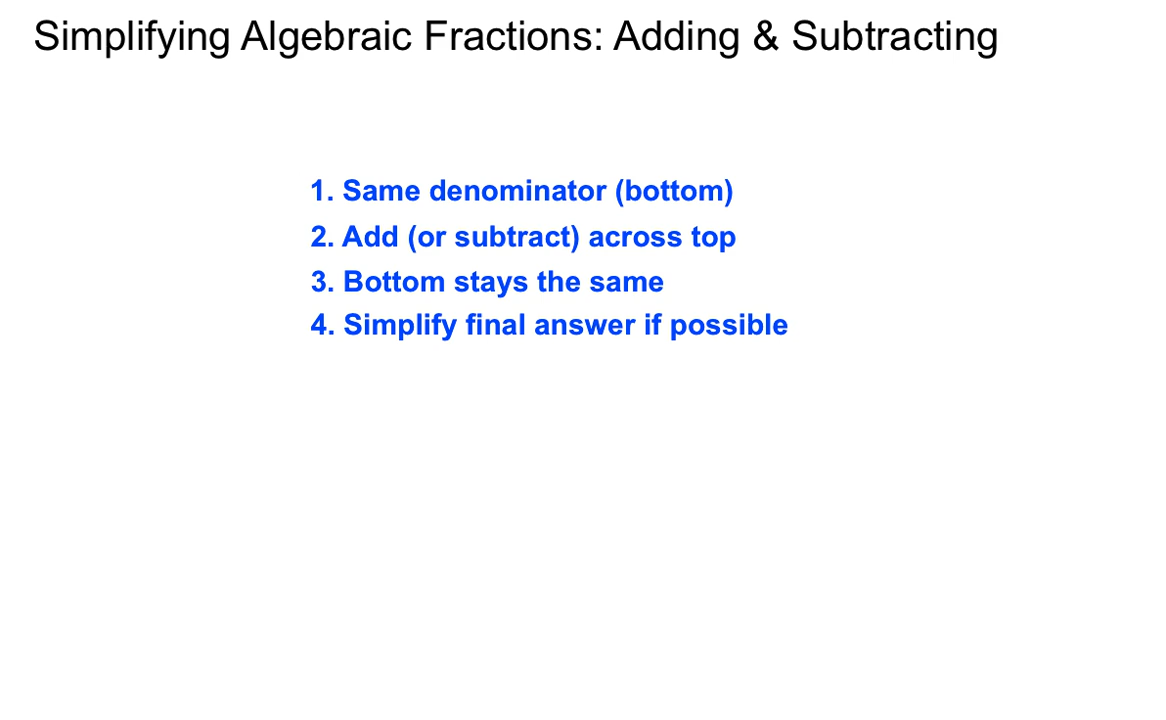 Simplifying Algebraic Fractions: Adding & Subtracting
1. Same denominator (bottom)
2. Add (or subtract) across top
3. Bottom stays the same
4. Simplify final answer if possible